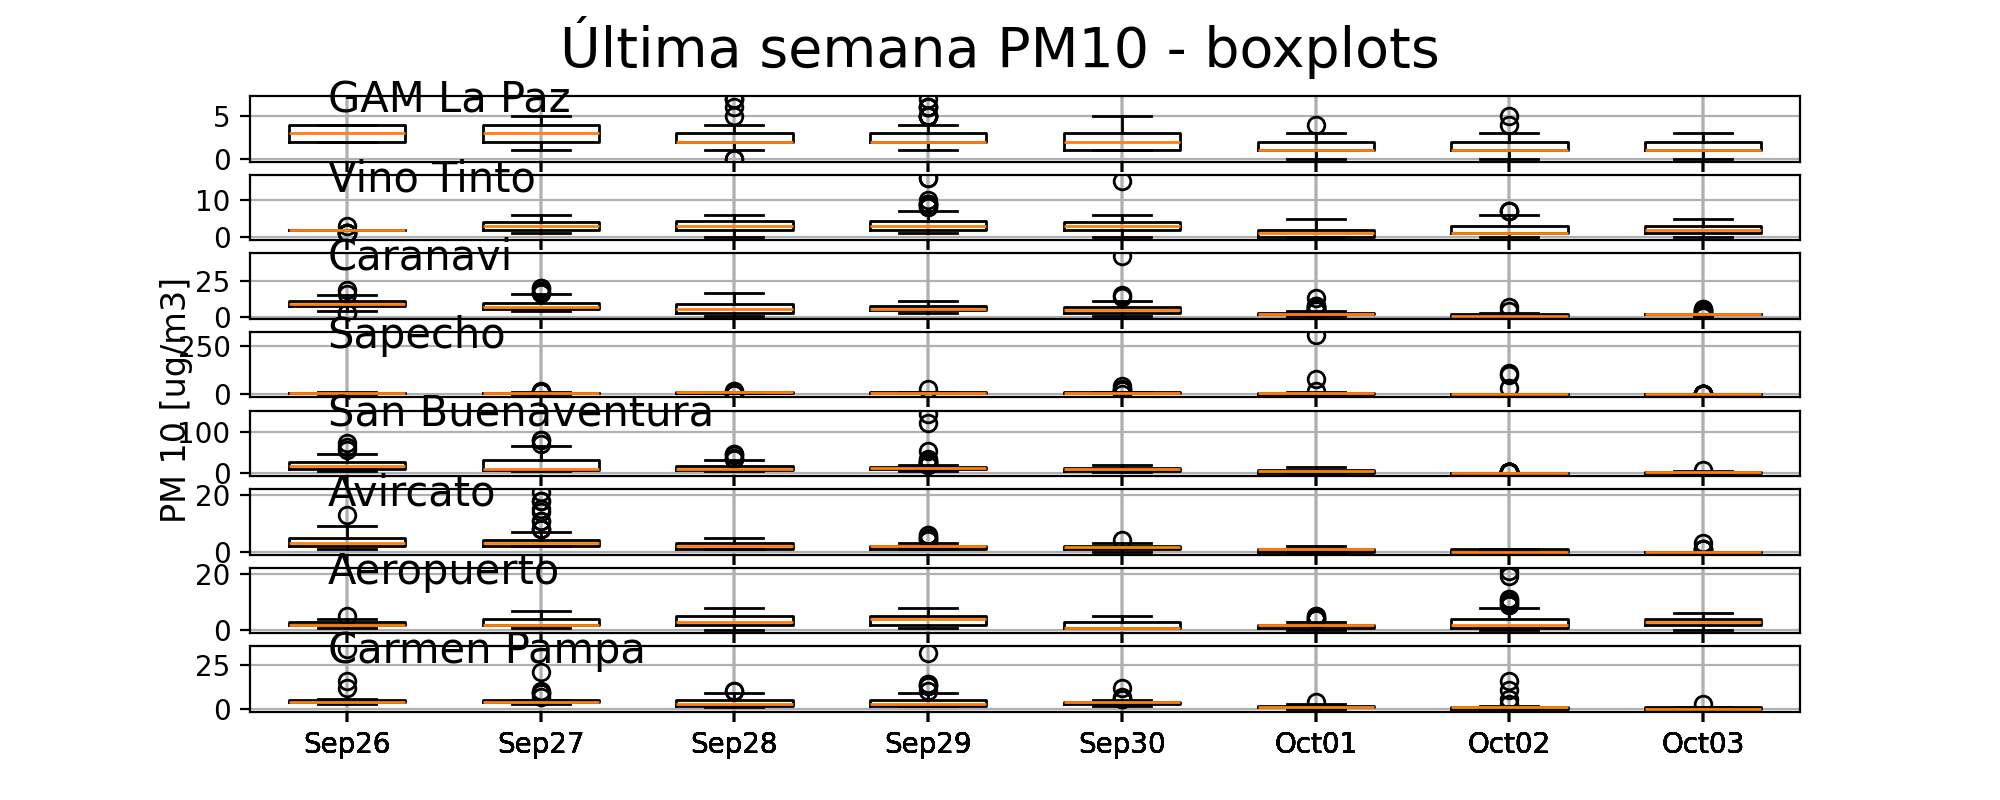 Última semana PM10 - boxplots
PM 10 [ug/m3]
GAM La Paz
5
0
Vino Tinto
10
0
Caranavi
25
0
Sapecho
250
0
San Buenaventura
100
0
Avircato
20
0
Aeropuerto
20
0
Carmen Pampa
25
0
Sep26 Sep27 Sep28 Sep29 Sep30 Oct01 Oct02 Oct03